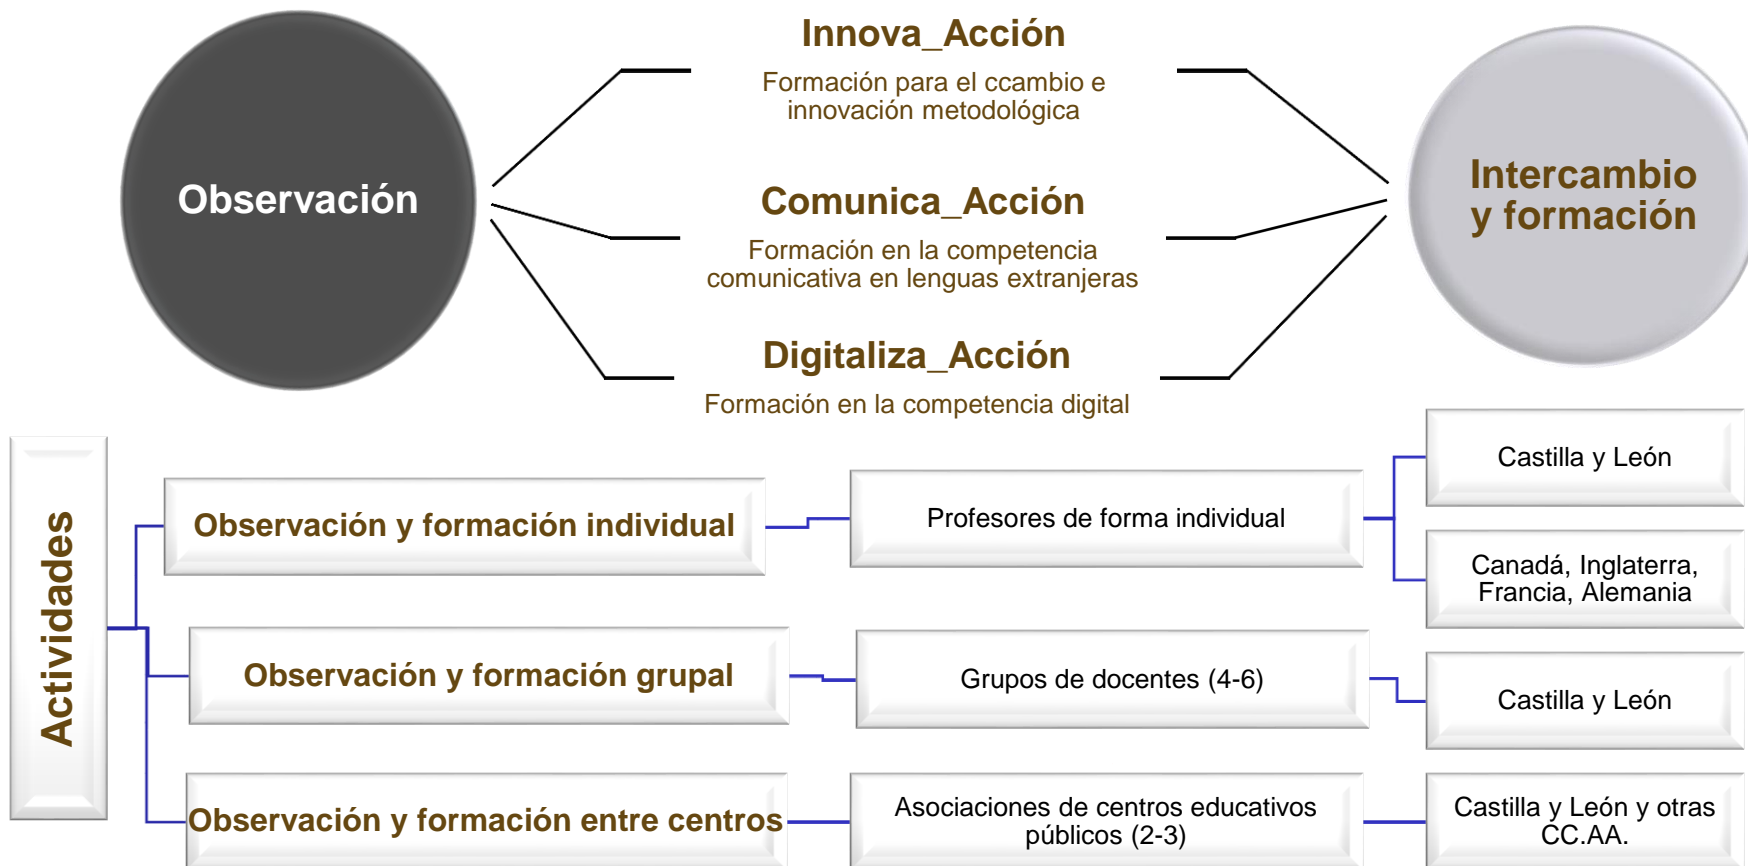 Observación
Innova_Acción
Formación para el ccambio e
innovación metodológica
Comunica_Acción
Formación en la competencia
comunicativa en lenguas extranjeras
Digitaliza_Acción
Formación en la competencia digital
Intercambio
y formación
Actividades
Observación y formación individual
Profesores de forma individual
Castilla y León
Canadá, Inglaterra,
Francia, Alemania
Observación y formación grupal
Grupos de docentes (4-6)
Castilla y León
Observación y formación entre centros
Asociaciones de centros educativos
públicos (2-3)
Castilla y León y otras
CC.AA.